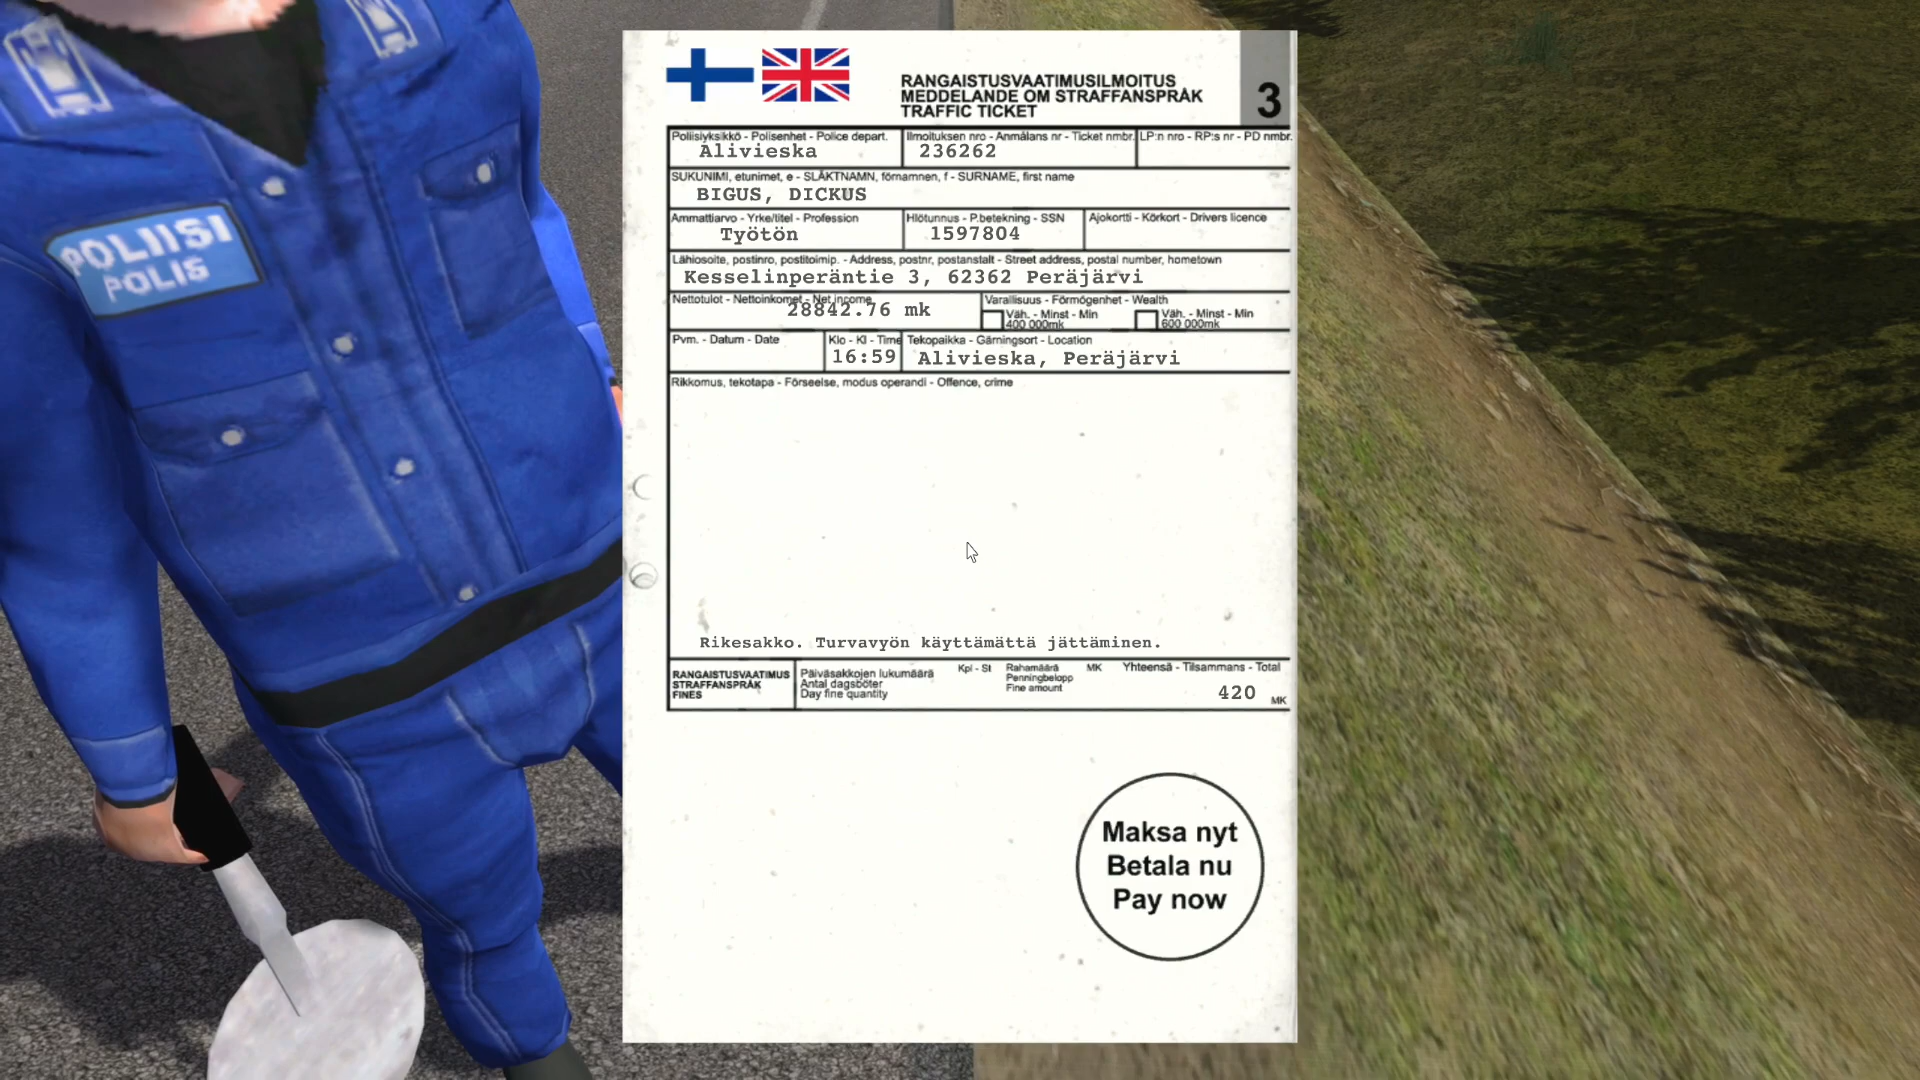 POLIISI
POLIS
RANGAISTUSVAATIMUSILMOITUS
MEDDELANDE OM STRAFFANSPRÅK
TRAFFIC TICKET
3
Poliisiyksikkö - Polisenhet - Police depart.
Alivieska
Ilmoituksen nro - Anmälans nr - Ticket nmbr.
236262
LP:n nro - RP:s nr - PD nmbr.
SUKUNIMI, etunimet, e - SLÄKTNAMN, förnamnen, f - SURNAME, first name
BIGUS, DICKUS
Ammattiarvo - Yrke/titel - Profession
Työtön
Hlötunnus - P.betekning - SSN
1597804
Ajokortti - Körkort - Drivers licence
Lähiosoite, postinro, postitoimip. - Address, postnr, postanstalt - Street address, postal number, hometown
Kesselinperäntie 3, 62362 Peräjärvi
Nettotulot - Nettoinkomet - Net income
28842.76 mk
Varallisuus - Förmögenhet - Wealth
Väh. - Minst - Min
400 000mk
Väh. - Minst - Min
600 000mk
Pvm. - Datum - Date
Klo - Kl - Time
16:59
Tekopaikka - Gärningsort - Location
Alivieska, Peräjärvi
Rikkomus, tekotapa - Förseelse, modus operandi - Offence, crime
Rikesakko. Turvavyön käyttämättä jättäminen.
RANGAISTUSVAATIMUS
STRAFFANSPRÅK
FINES
Päiväsakkojen lukumäärä
Antal dagsböter
Day fine quantity
Kpl - St
Rahamäärä
Penningbelopp
Fine amount
MK
Yhteensä - Tilsammans - Total
420
MK
Maksa nyt
Betala nu
Pay now